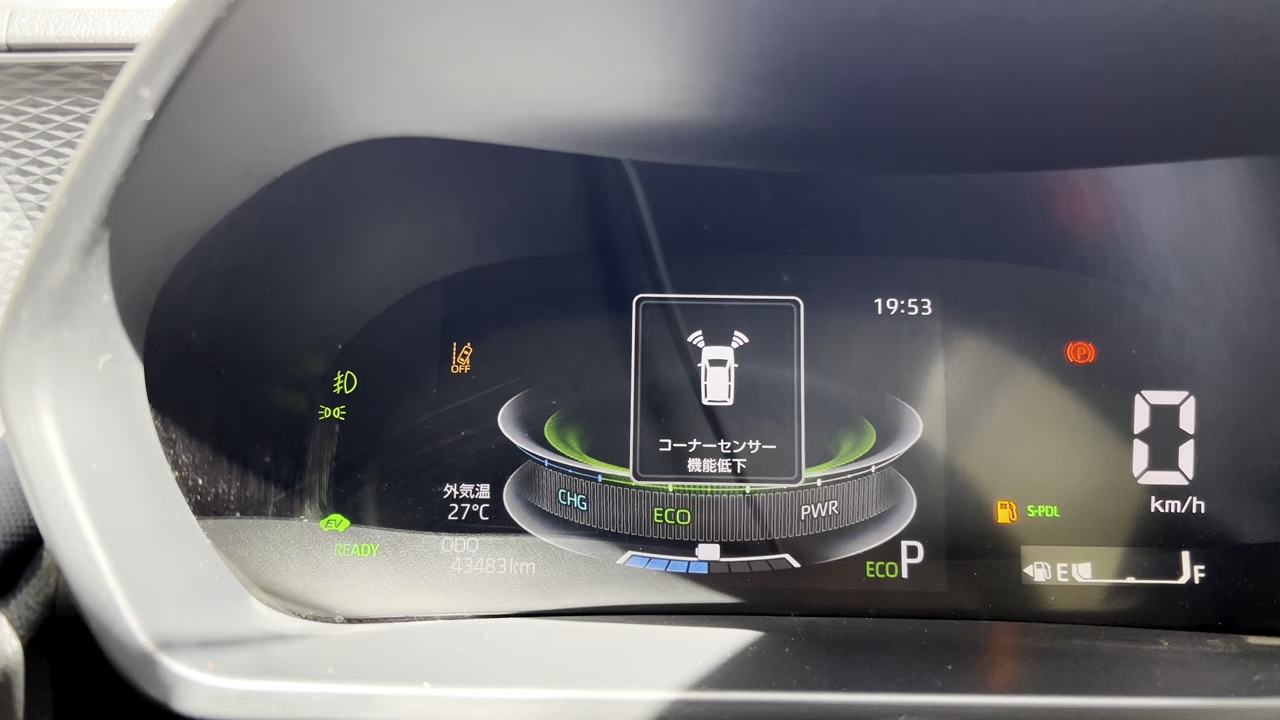 19:53
OFF
コーナーセンサー
機能低下
外気温
27°C
CHG
ECO
PWR
0
km/h
S-PDL
EV
READY
ODO
43483km
ECO P
E F
P